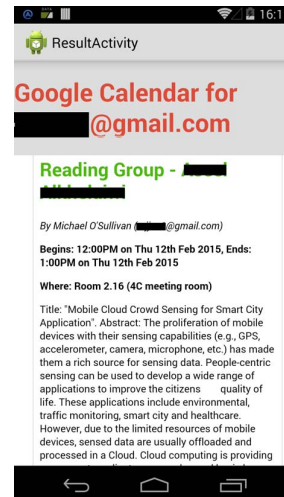 16:1
ResultActivity
Google Calendar for
@gmail.com
Reading Group -
By Michael O'Sullivan ( @gmail.com)
Begins: 12:00PM on Thu 12th Feb 2015, Ends:
1:00PM on Thu 12th Feb 2015
Where: Room 2.16 (4C meeting room)
Title: "Mobile Cloud Crowd Sensing for Smart City
Application". Abstract: The proliferation of mobile
devices with their sensing capabilities (e.g., GPS,
accelerometer, camera, microphone, etc.) has made
them a rich source for sensing data. People-centric
sensing can be used to develop a wide range of
applications to improve the citizens quality of
life. These applications include environmental,
traffic monitoring, smart city and healthcare.
However, due to the limited resources of mobile
devices, sensed data are usually offloaded and
processed in a Cloud. Cloud computing is providing